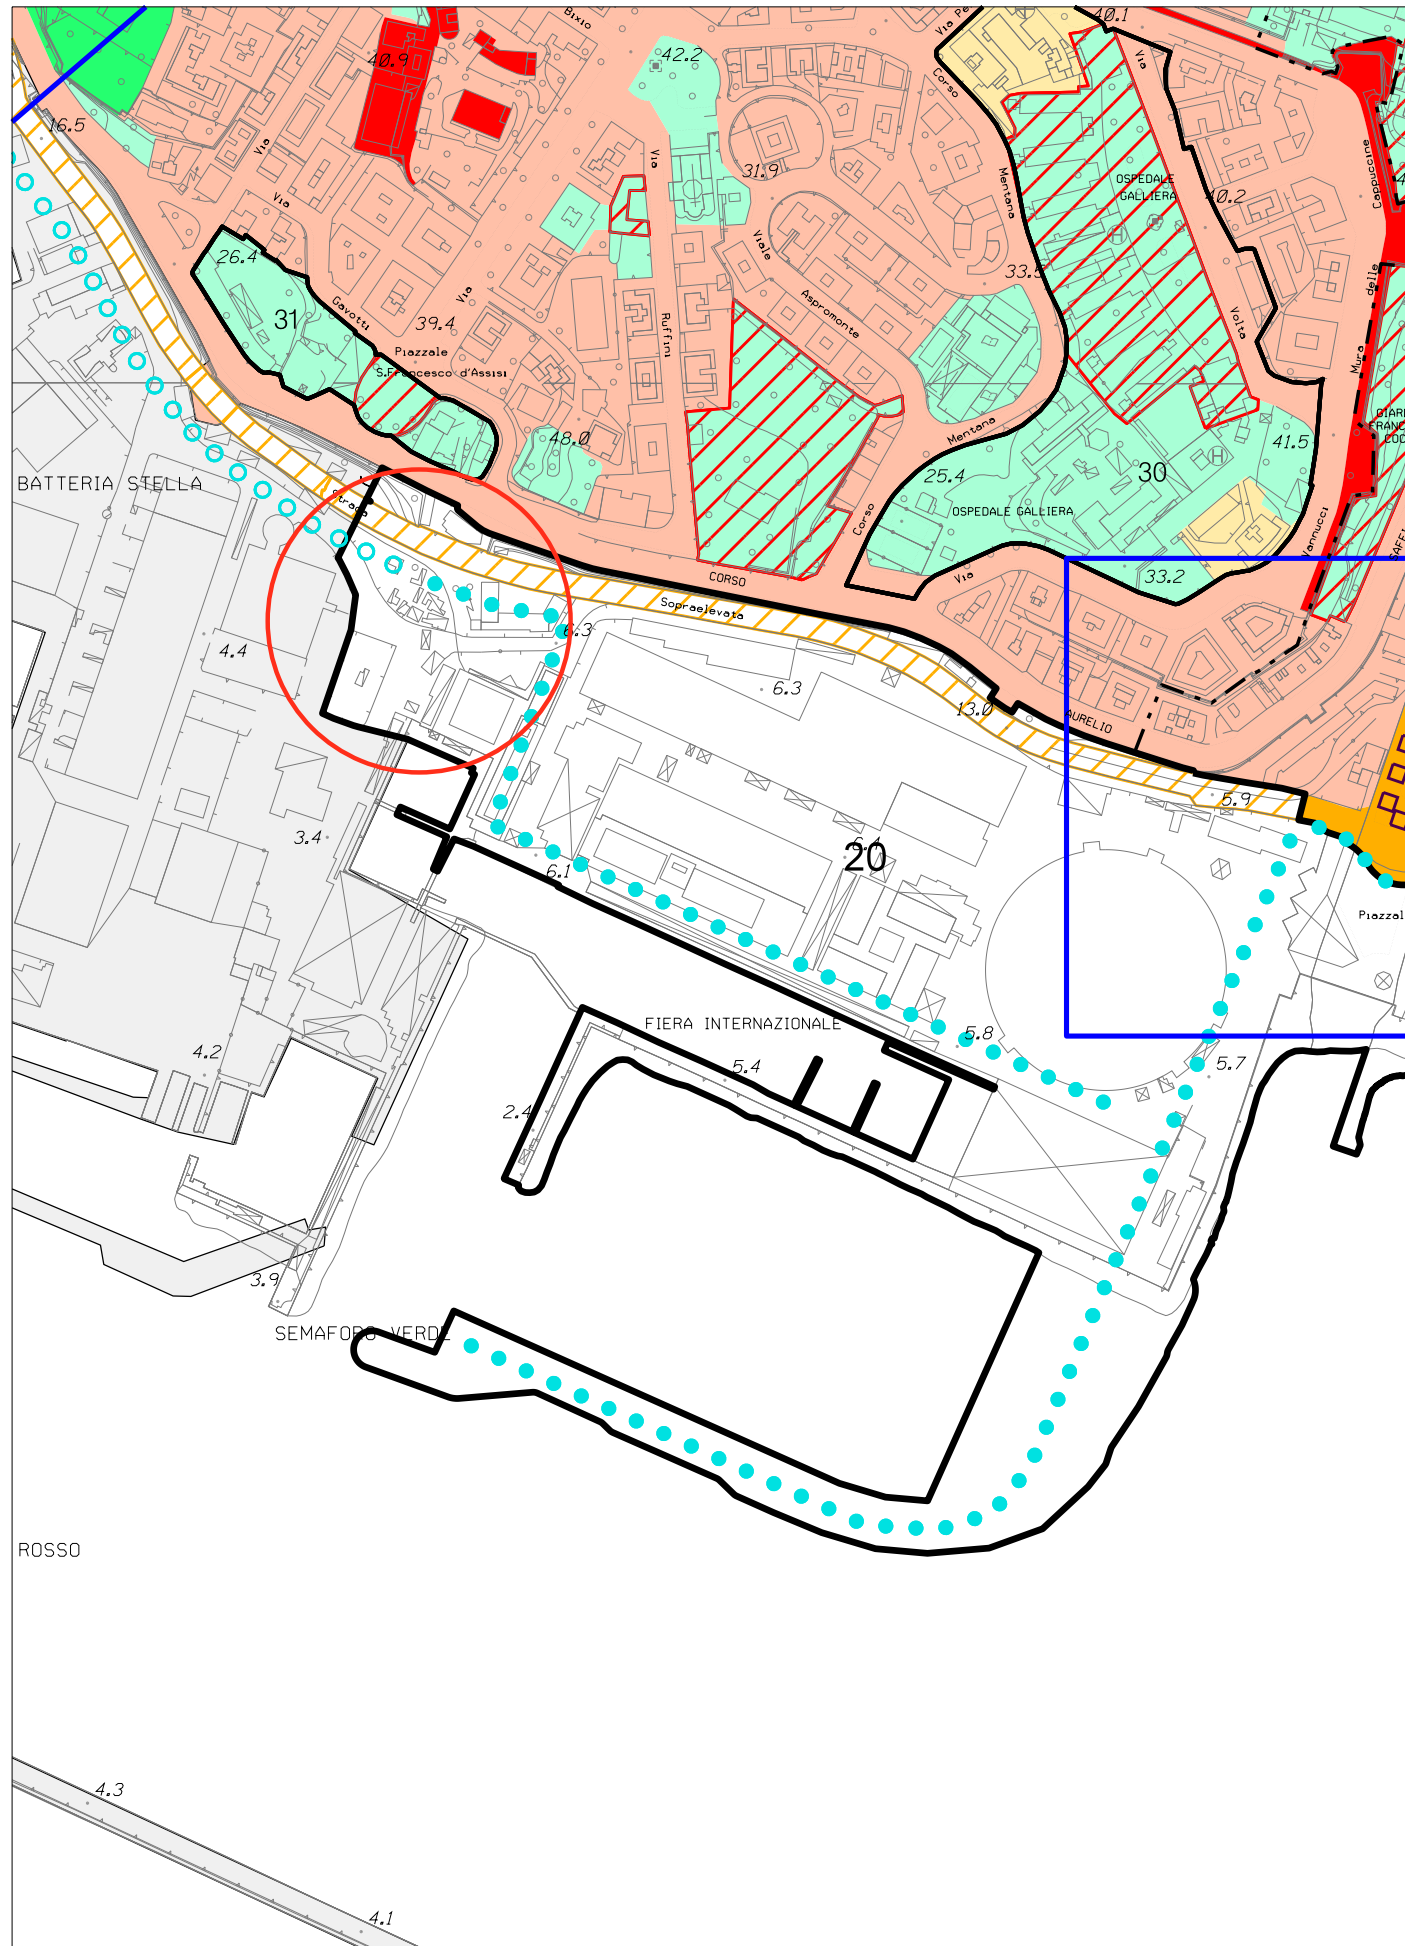 40.1
Bixio
Via Pe
Via
40.9
42.2
Corso
16.5
Via
Via
31.9
Mentana
OSPEDALE
GALLIERA
40.2
Cappuccine
Via
26.4
Viale
33.5
delle
31
Gavotti
39.4
Via
Aspromonte
Ruffini
Volta
Piazzale
S.Francesco d'Assisi
Mura
48.0
Mentana
41.5
BATTERIA STELLA
25.4
30
Strada
OSPEDALE GALLIERA
Corso
Vannucci
CORSO
Via
33.2
Sopraelevata
6.3
4.4
6.3
13.0
AURELIO
5.9
3.4
6.4
20
6.1
Piazzal
FIERA INTERNAZIONALE
5.8
4.2
5.4
5.7
2.4
3.9
SEMAFORO VERDE
ROSSO
4.3
4.1